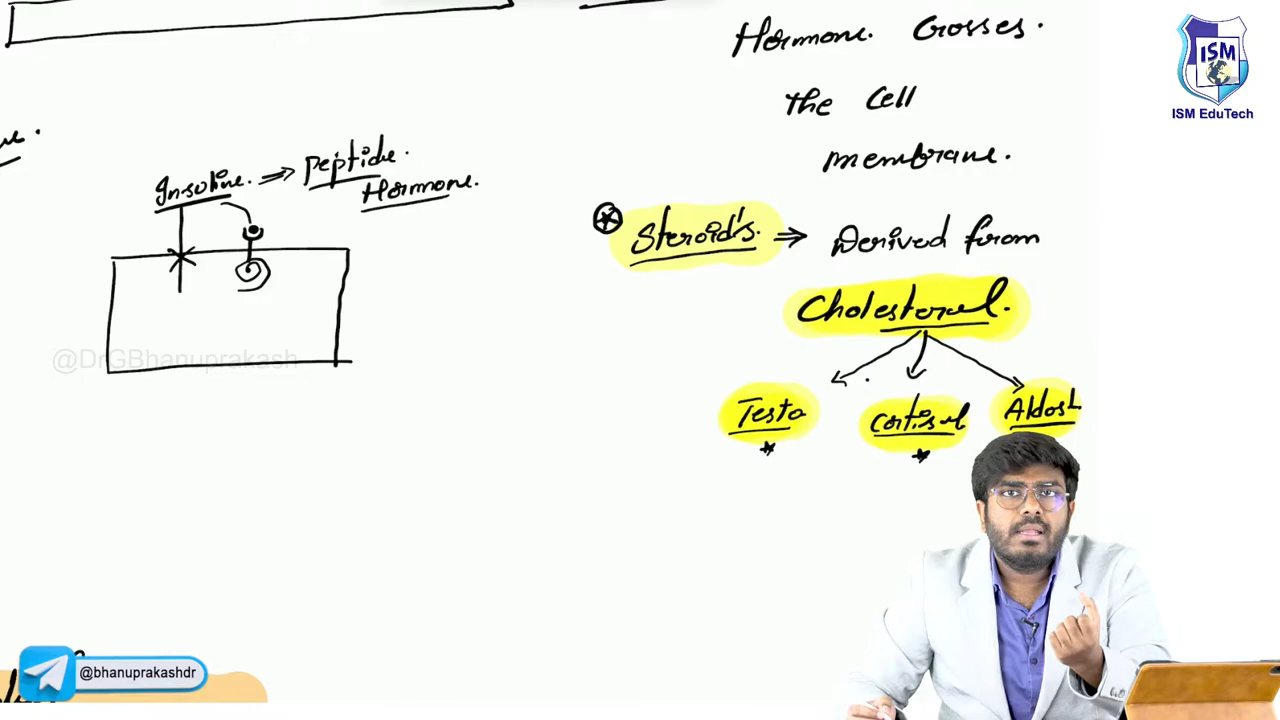 Hormone. Crosses.
the Cell
membrane.
ISM
ISM EduTech
Insuline. ⇒ peptide.
Hormone.
Steroid's. ⇒ Derived from
Cholesterol.
Testo
Cortisol
Aldost
@DrGBhanuprakash
@bhanuprakashdr